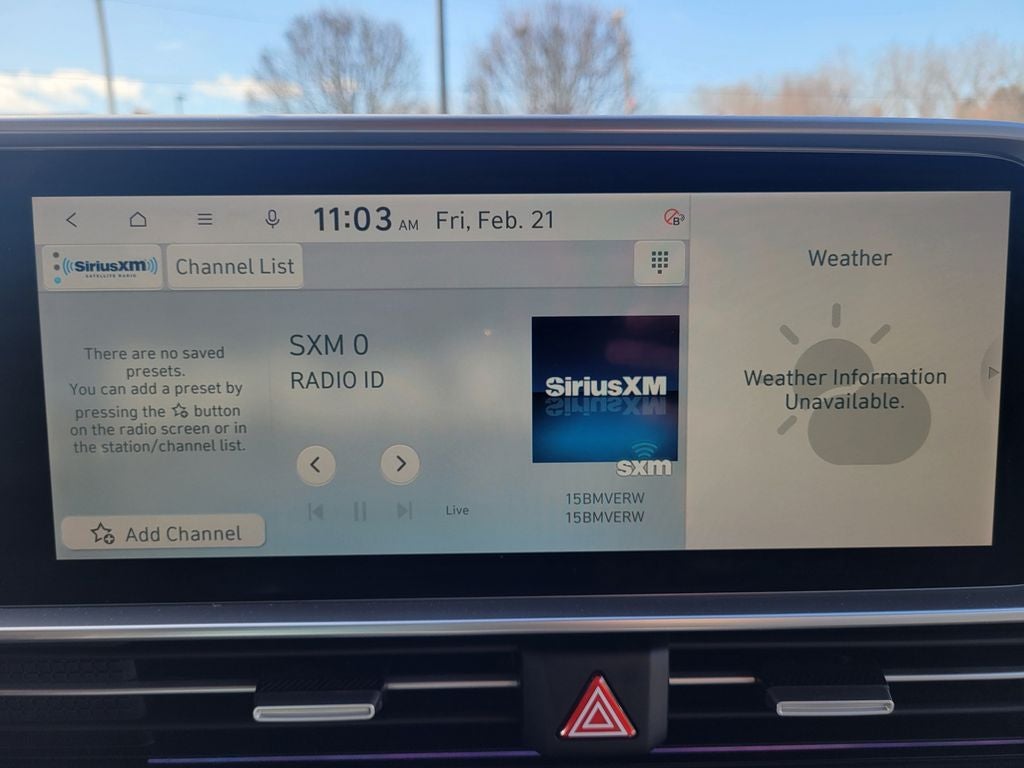 11:03 AM Fri, Feb. 21
SiriusXM Channel List
SATELLITE RADIO
There are no saved
presets.
You can add a preset by
pressing the button
on the radio screen or in
the station/channel list.
Add Channel
SXM 0
RADIO ID
Live
SiriusXM
sxm
15BMVERW
15BMVERW
Weather
Weather Information
Unavailable.
B